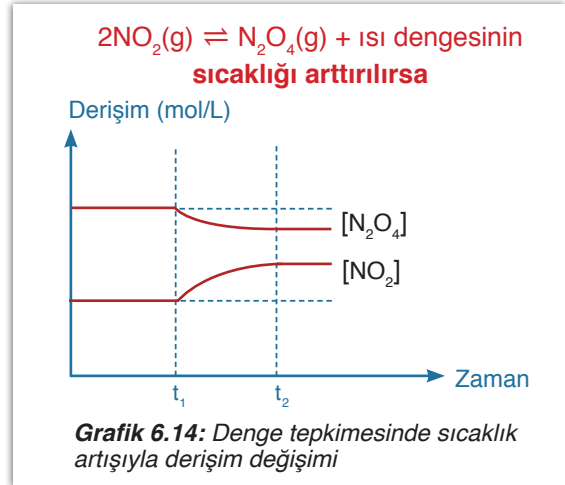 2NO₂(g) ⇌ N₂O₄(g) + ısı dengesinin
sıcaklığı arttırılırsa
Derişim (mol/L)
[N₂O₄]
[NO₂]
Zaman
t₁
t₂
Grafik 6.14: Denge tepkimesinde sıcaklık
artışıyla derişim değişimi